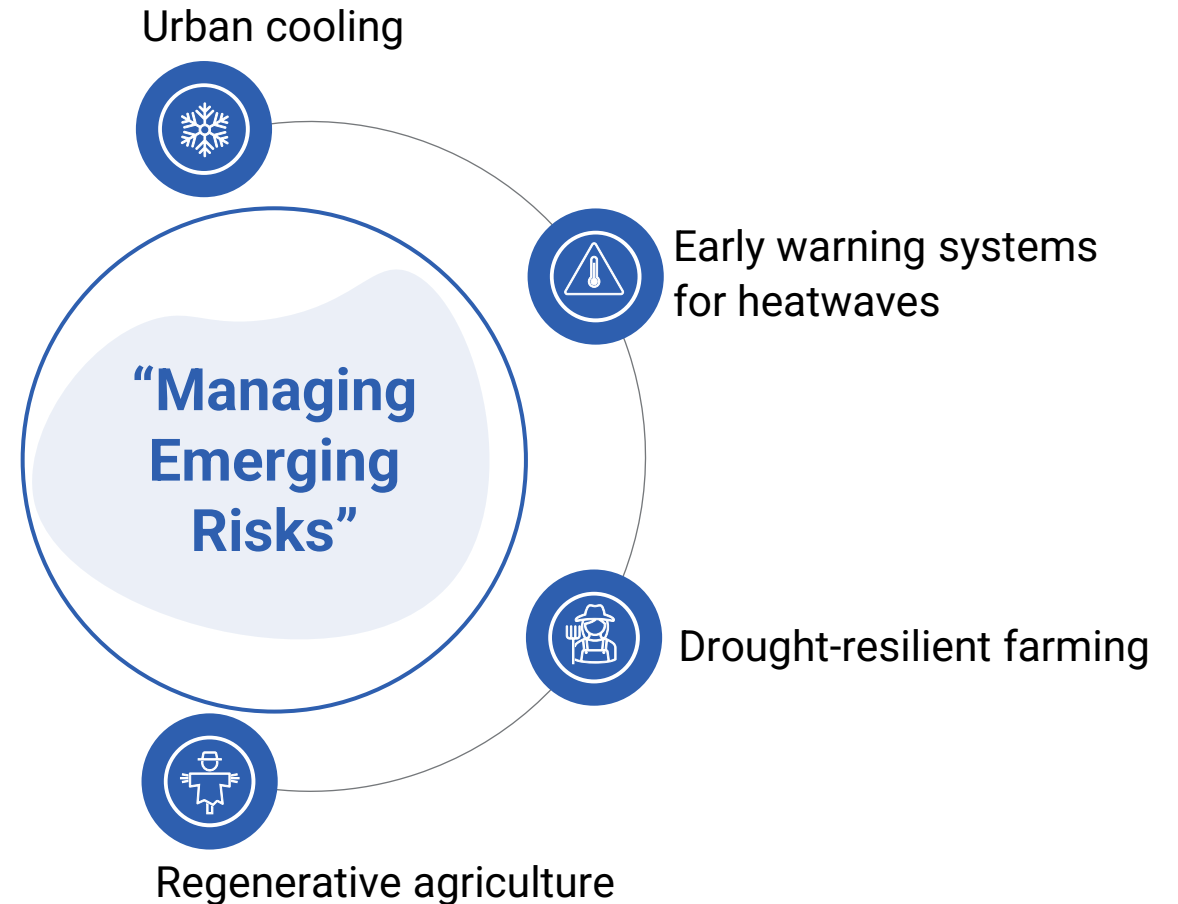 Urban cooling
Early warning systems
for heatwaves
“Managing
Emerging
Risks”
Drought-resilient farming
Regenerative agriculture